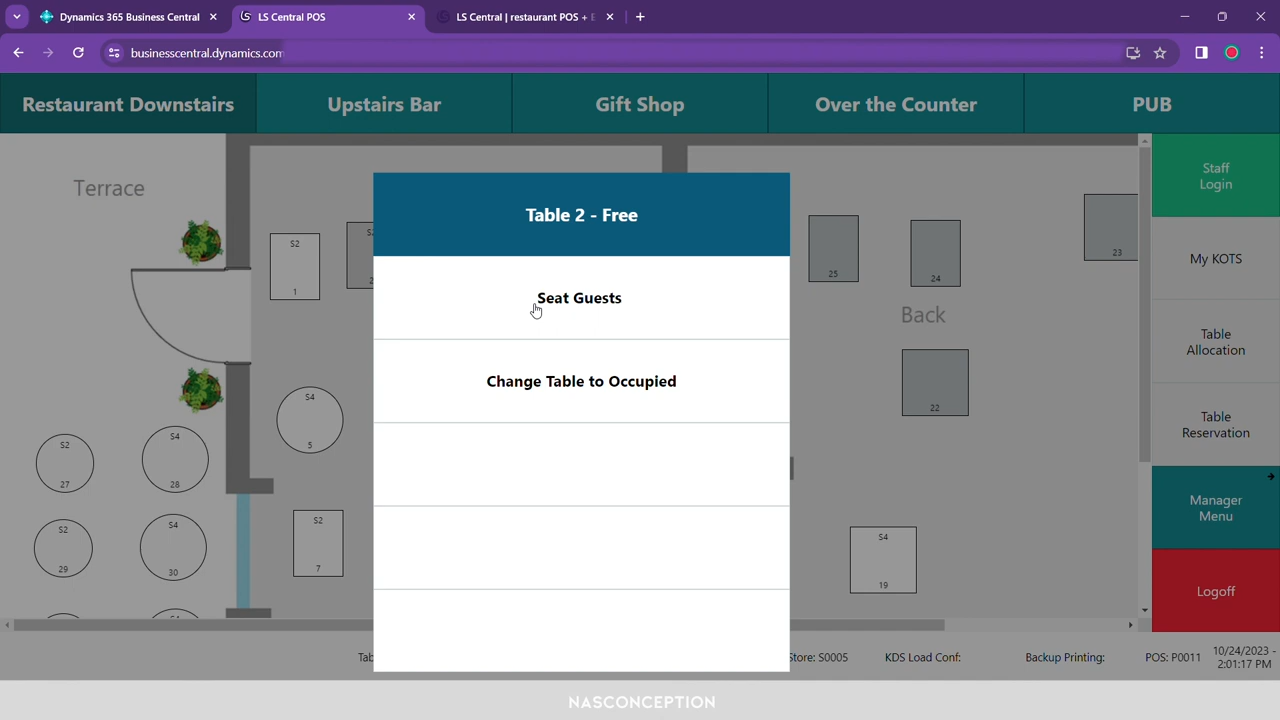 Dynamics 365 Business Central
LS Central POS
LS Central | restaurant POS + E
businesscentral.dynamics.com
Restaurant Downstairs
Upstairs Bar
Gift Shop
Over the Counter
PUB
Terrace
Table 2 - Free
Seat Guests
Change Table to Occupied
S2
1
S2
2
S4
5
S2
7
S2
27
S4
28
S2
29
S4
30
25
24
23
Back
22
S4
19
Staff
Login
My KOTS
Table
Allocation
Table
Reservation
Manager
Menu
Logoff
Tab
Store: S0005
KDS Load Conf:
Backup Printing:
POS: P0011
10/24/2023 -
2:01:17 PM
NASCONCEPTION